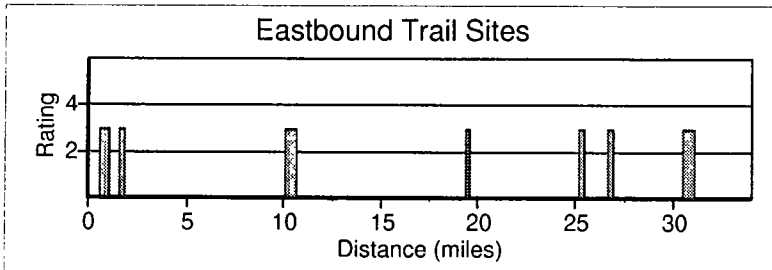 Eastbound Trail Sites
Rating
4
2
0 5 10 15 20 25 30
Distance (miles)